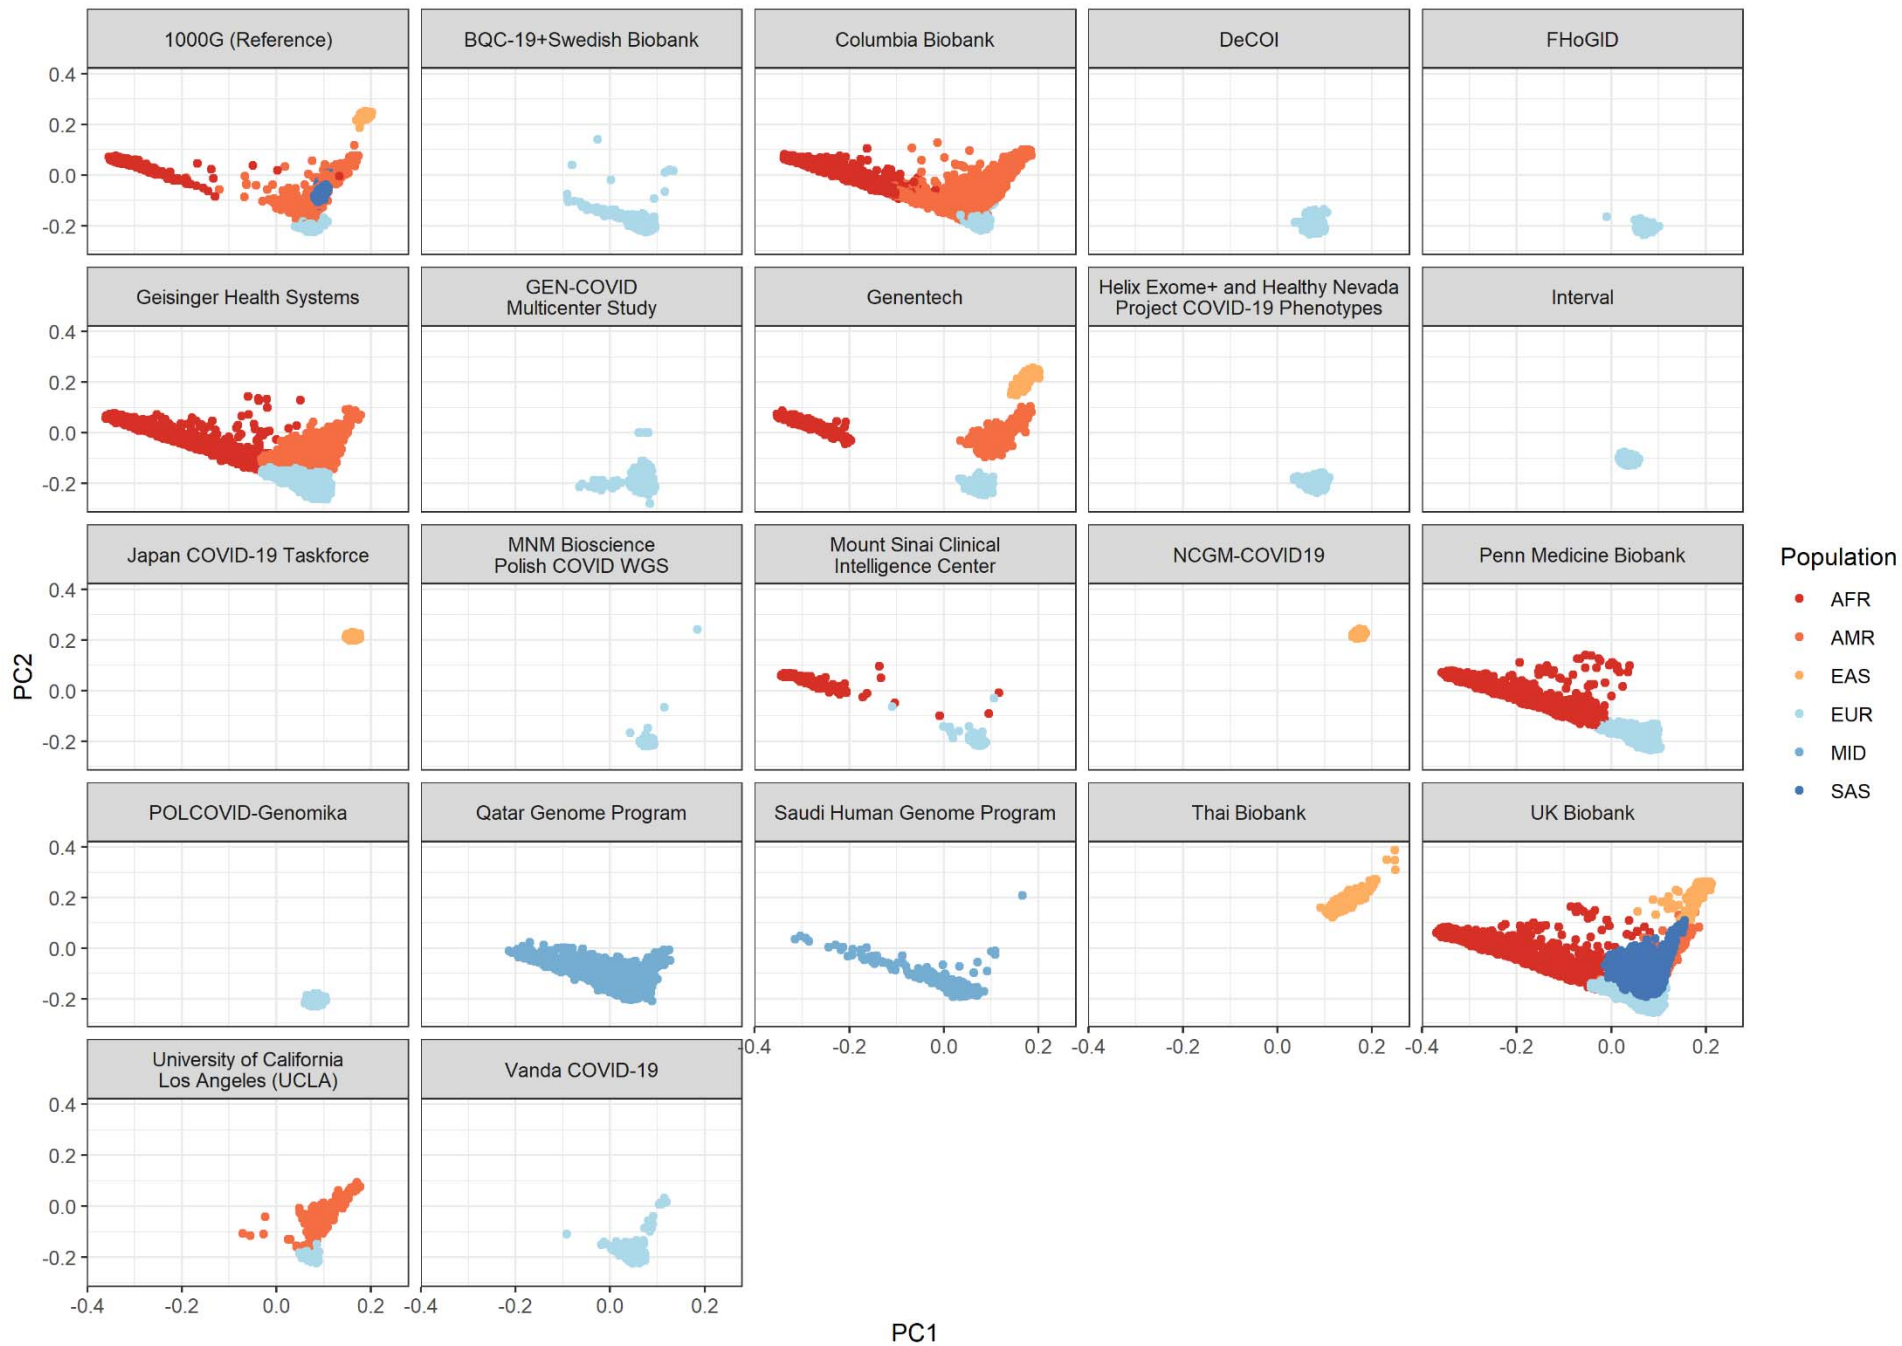 1000G (Reference)
BQC-19+Swedish Biobank
Columbia Biobank
DeCOI
FHoGID
0.4
0.2
0.0
-0.2
Geisinger Health Systems
GEN-COVID
Multicenter Study
Genentech
Helix Exome+ and Healthy Nevada
Project COVID-19 Phenotypes
Interval
0.4
0.2
0.0
-0.2
Japan COVID-19 Taskforce
MNM Bioscience
Polish COVID WGS
Mount Sinai Clinical
Intelligence Center
NCGM-COVID19
Penn Medicine Biobank
0.4
0.2
0.0
-0.2
PC2
POLCOVID-Genomika
Qatar Genome Program
Saudi Human Genome Program
Thai Biobank
UK Biobank
0.4
0.2
0.0
-0.2
-0.4 -0.2 0.0 0.2 -0.4 -0.2 0.0 0.2 -0.4 -0.2 0.0 0.2
University of California
Los Angeles (UCLA)
Vanda COVID-19
0.4
0.2
0.0
-0.2
-0.4 -0.2 0.0 0.2 -0.4 -0.2 0.0 0.2
PC1
Population
AFR
AMR
EAS
EUR
MID
SAS